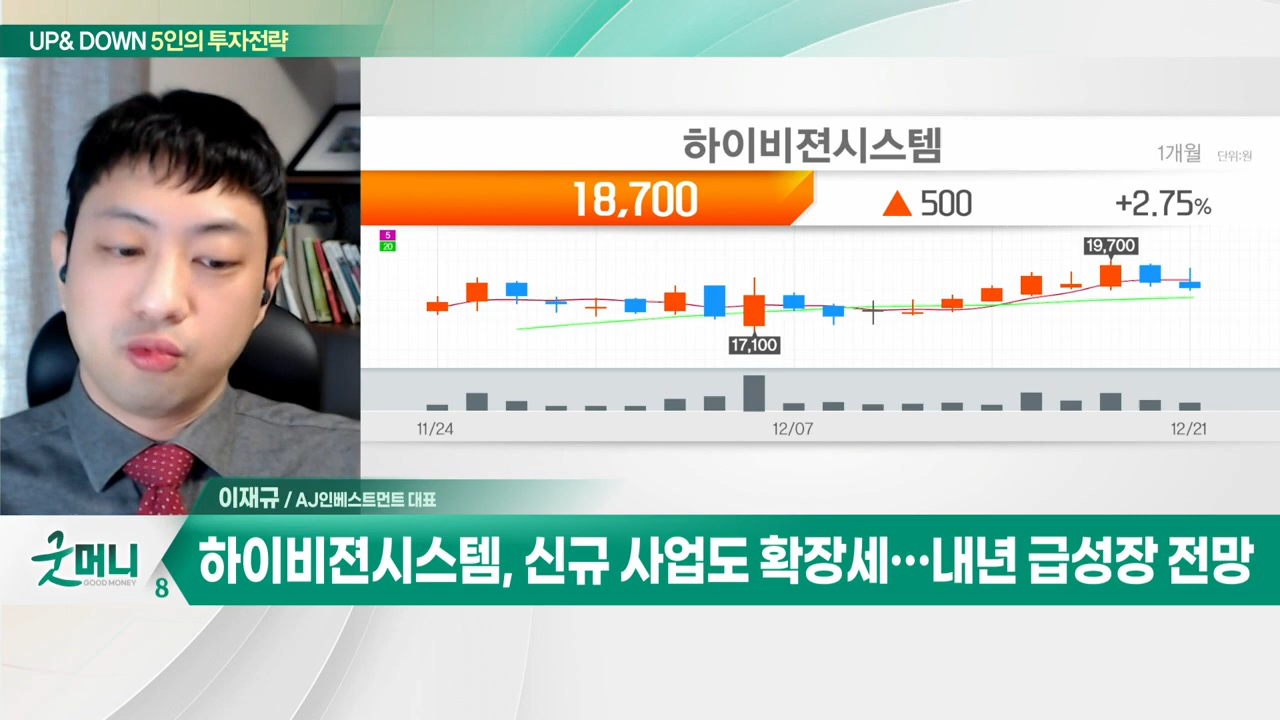 UP& DOWN 5인의 투자전략
하이비젼시스템
1개월 단위:원
18,700 ▲ 500 +2.75%
5
20
19,700
17,100
11/24 12/07 12/21
이재규 / AJ인베스트먼트 대표
굿머니
GOOD MONEY
8
하이비젼시스템, 신규 사업도 확장세…내년 급성장 전망